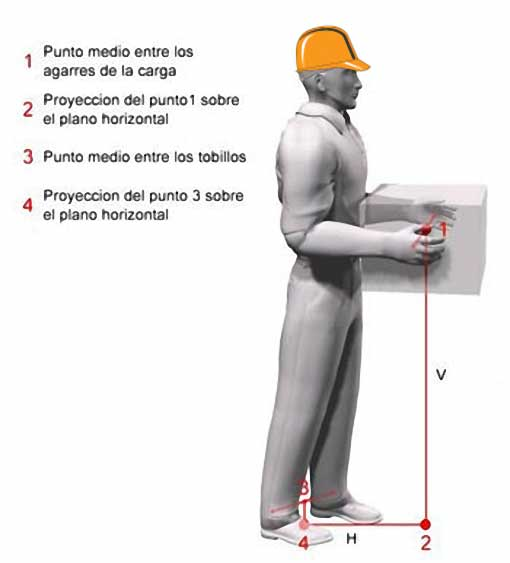 1 Punto medio entre los
agarres de la carga
2 Proyeccion del punto1 sobre
el plano horizontal
3 Punto medio entre los tobillos
4 Proyeccion del punto 3 sobre
el plano horizontal
1
V
3
4 H 2